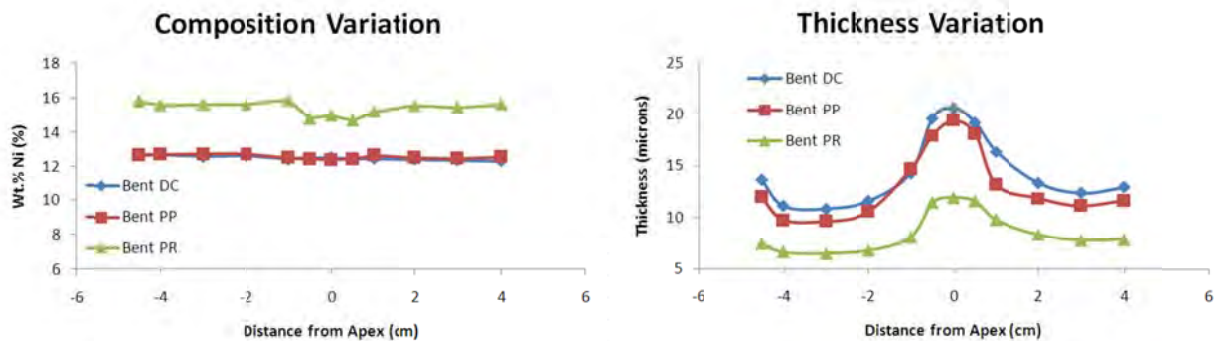 Composition Variation
18
16
14
12
10
8
6
Wt.% Ni (%)
Bent DC
Bent PP
Bent PR
-6 -4 -2 0 2 4 6
Distance from Apex (cm)
Thickness Variation
25
20
15
10
5
Thickness (microns)
Bent DC
Bent PP
Bent PR
-6 -4 -2 0 2 4 6
Distance from Apex (cm)